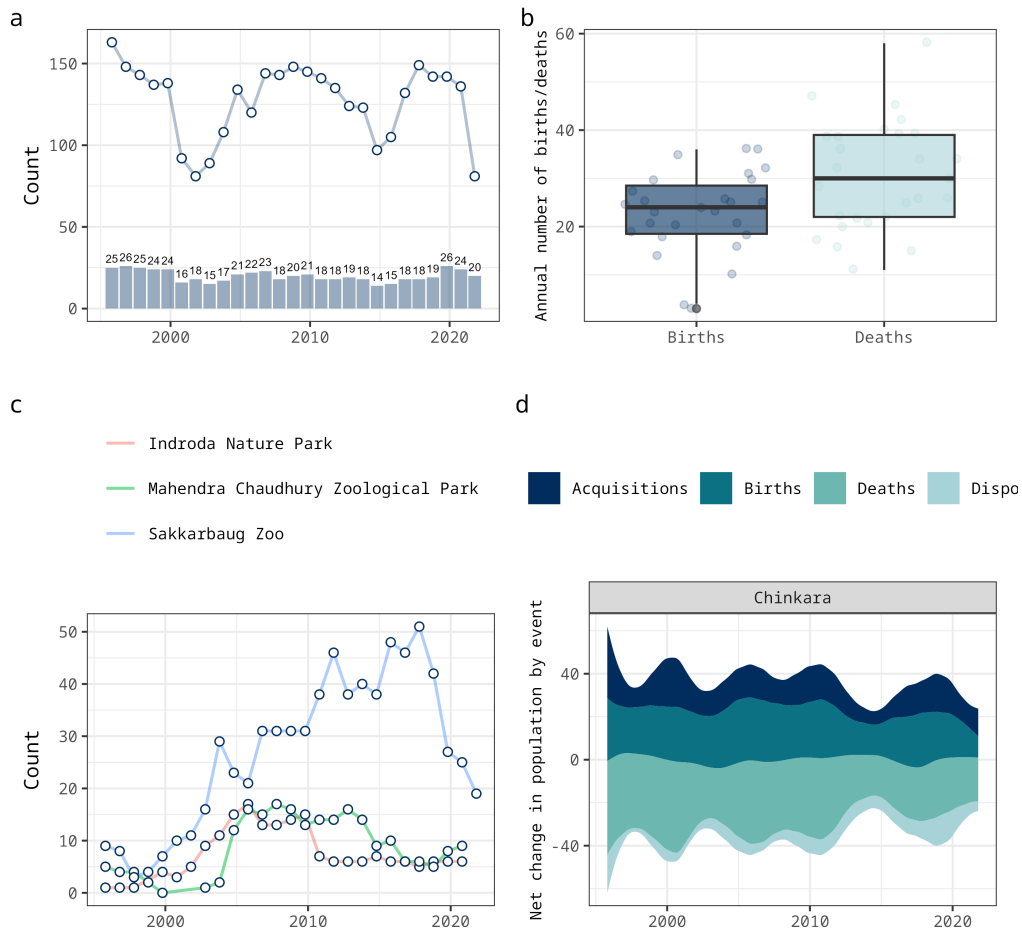 a
Count
150
100
50
0
25 26 25 24 24 16 18 15 17 21 22 23 18 20 21 18 18 19 18 14 15 18 18 19 26 24 20
2000 2010 2020
b
Annual number of births/deaths
60
40
20
Births Deaths
c
Indroda Nature Park
Mahendra Chaudhury Zoological Park
Sakkarbaug Zoo
Count
50
40
30
20
10
0
2000 2010 2020
d
Acquisitions Births Deaths Dispo
Chinkara
Net change in population by event
40
0
-40
2000 2010 2020